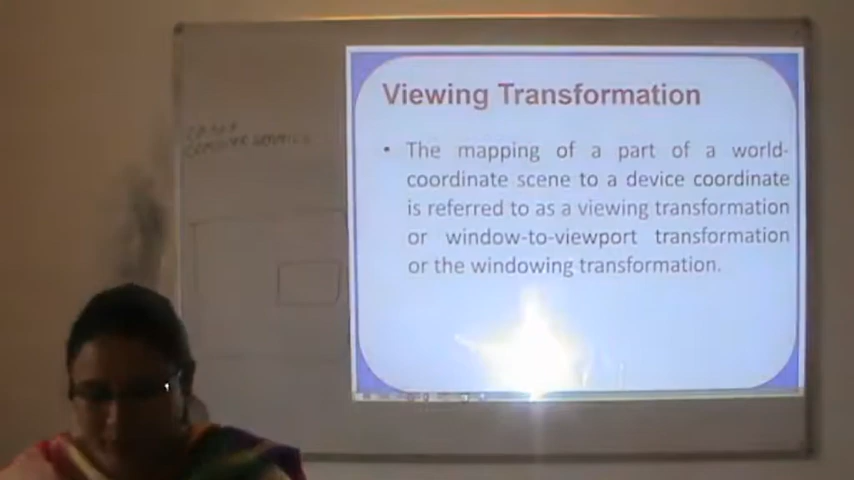 Viewing Transformation
• The mapping of a part of a world-
coordinate scene to a device coordinate
is referred to as a viewing transformation
or window-to-viewport transformation
or the windowing transformation.